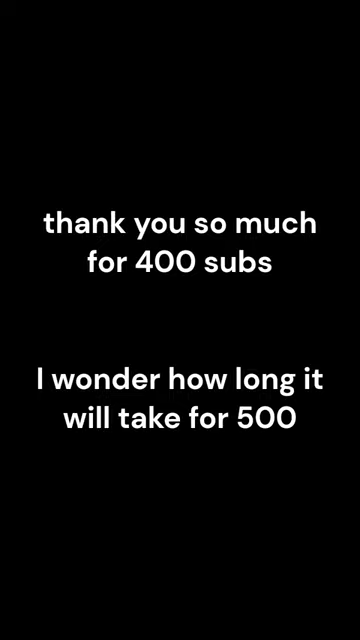 thank you so much
for 400 subs
I wonder how long it
will take for 500